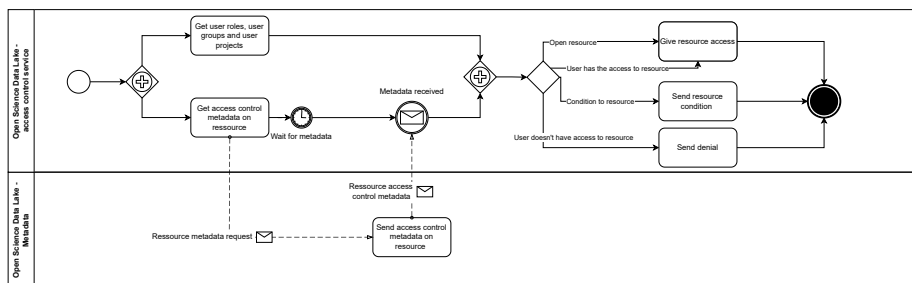 Open Science Data Lake -
access control service
Get user roles, user
groups and user
projects
Get access control
metadata on
ressource
Wait for metadata
Metadata received
Open resource
User has the access to resource
Condition to resource
User doesn't have access to resource
Give resource access
Send resource
condition
Send denial
Open Science Data Lake -
Metadata
Ressource metadata request
Ressource access
control metadata
Send access control
metadata on
resource